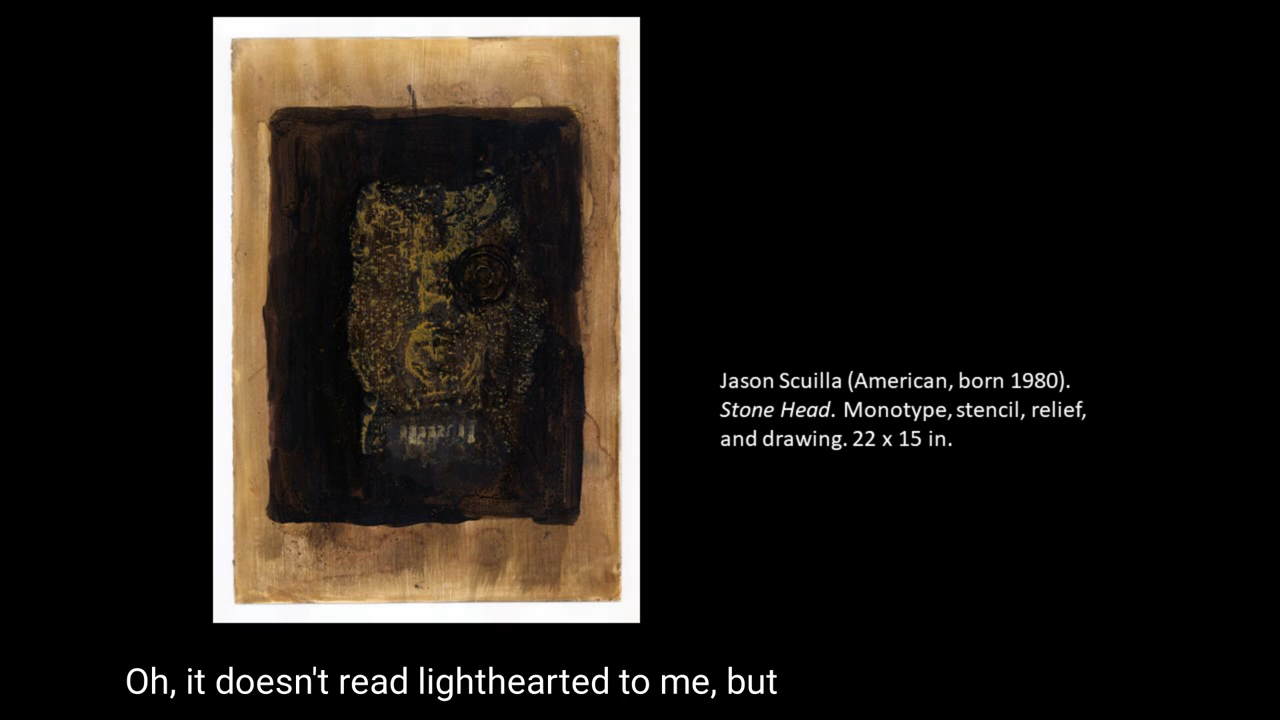 Jason Scuilla (American, born 1980).
Stone Head. Monotype, stencil, relief,
and drawing. 22 x 15 in.
Oh, it doesn't read lighthearted to me, but